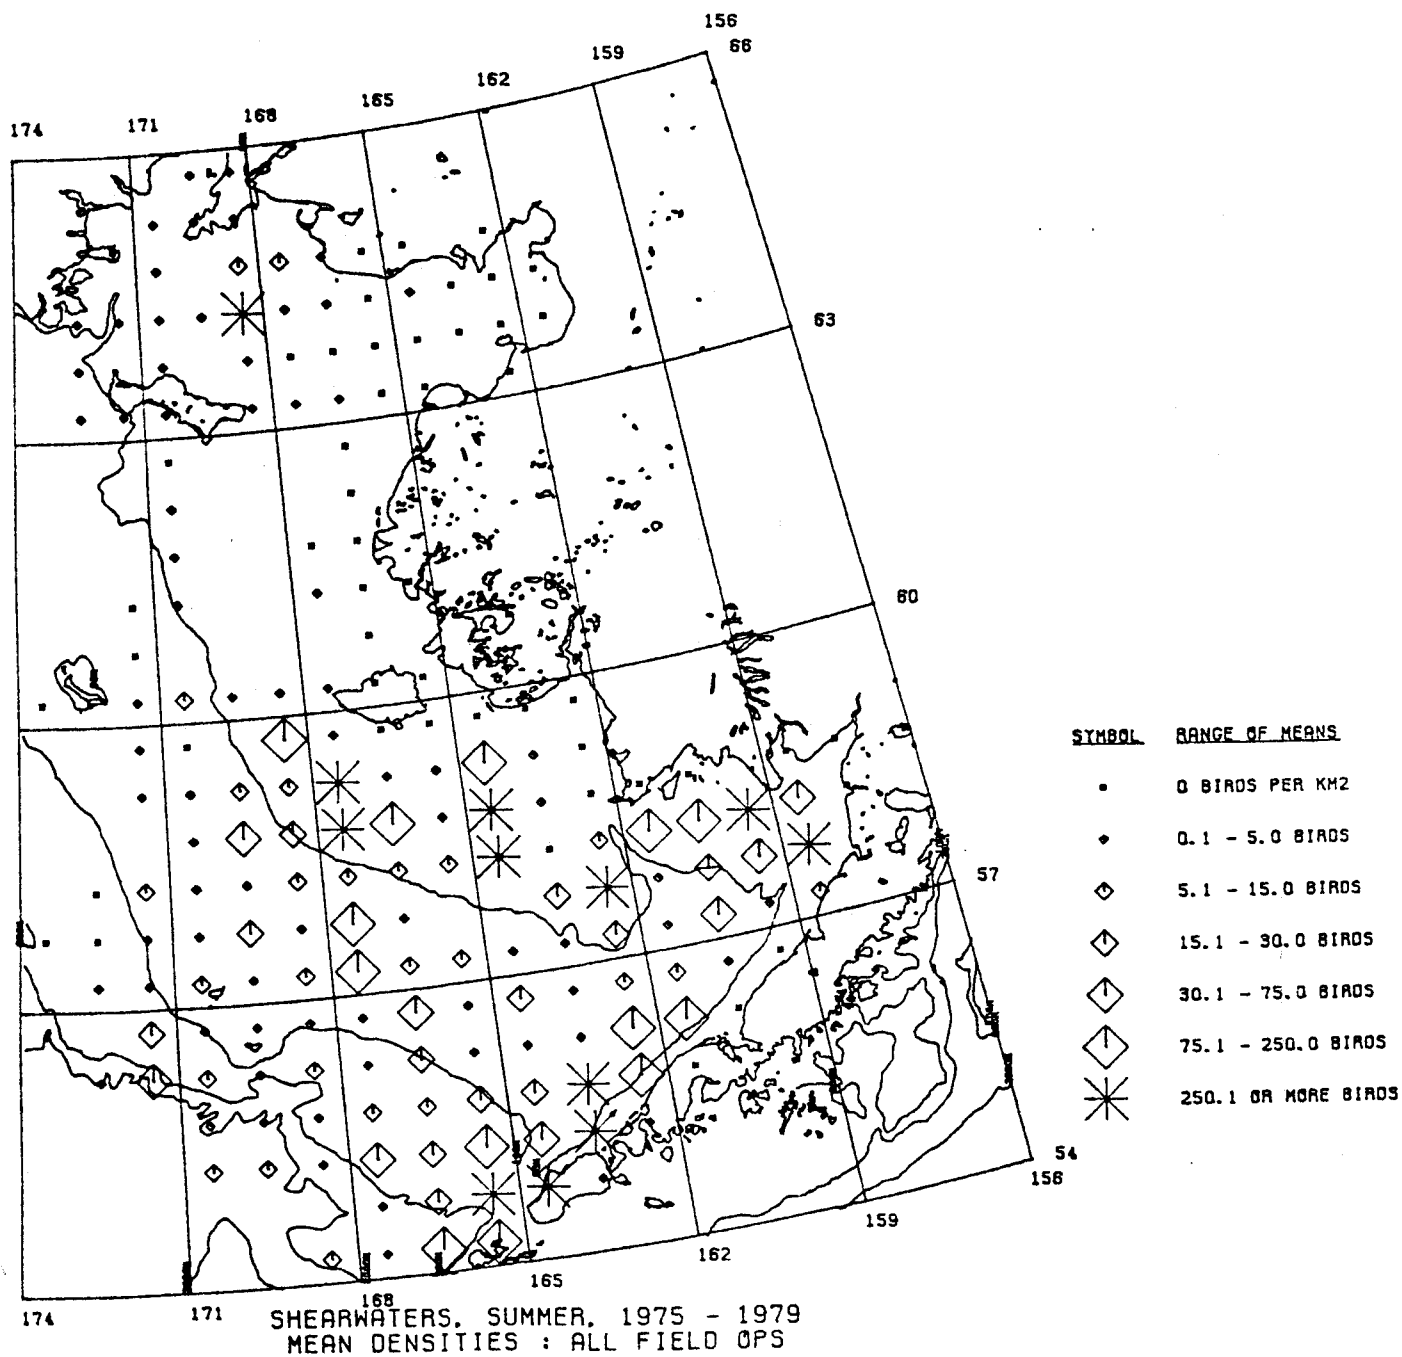 156
66
159
162
165
168
171
174
63
60
57
54
156
159
162
165
168
171
174
SYMBOL RANGE OF MEANS
0 BIRDS PER KM2
0.1 - 5.0 BIRDS
5.1 - 15.0 BIRDS
15.1 - 30.0 BIRDS
30.1 - 75.0 BIRDS
75.1 - 250.0 BIRDS
250.1 OR MORE BIRDS
SHEARWATERS, SUMMER, 1975 - 1979
MEAN DENSITIES : ALL FIELD OPS